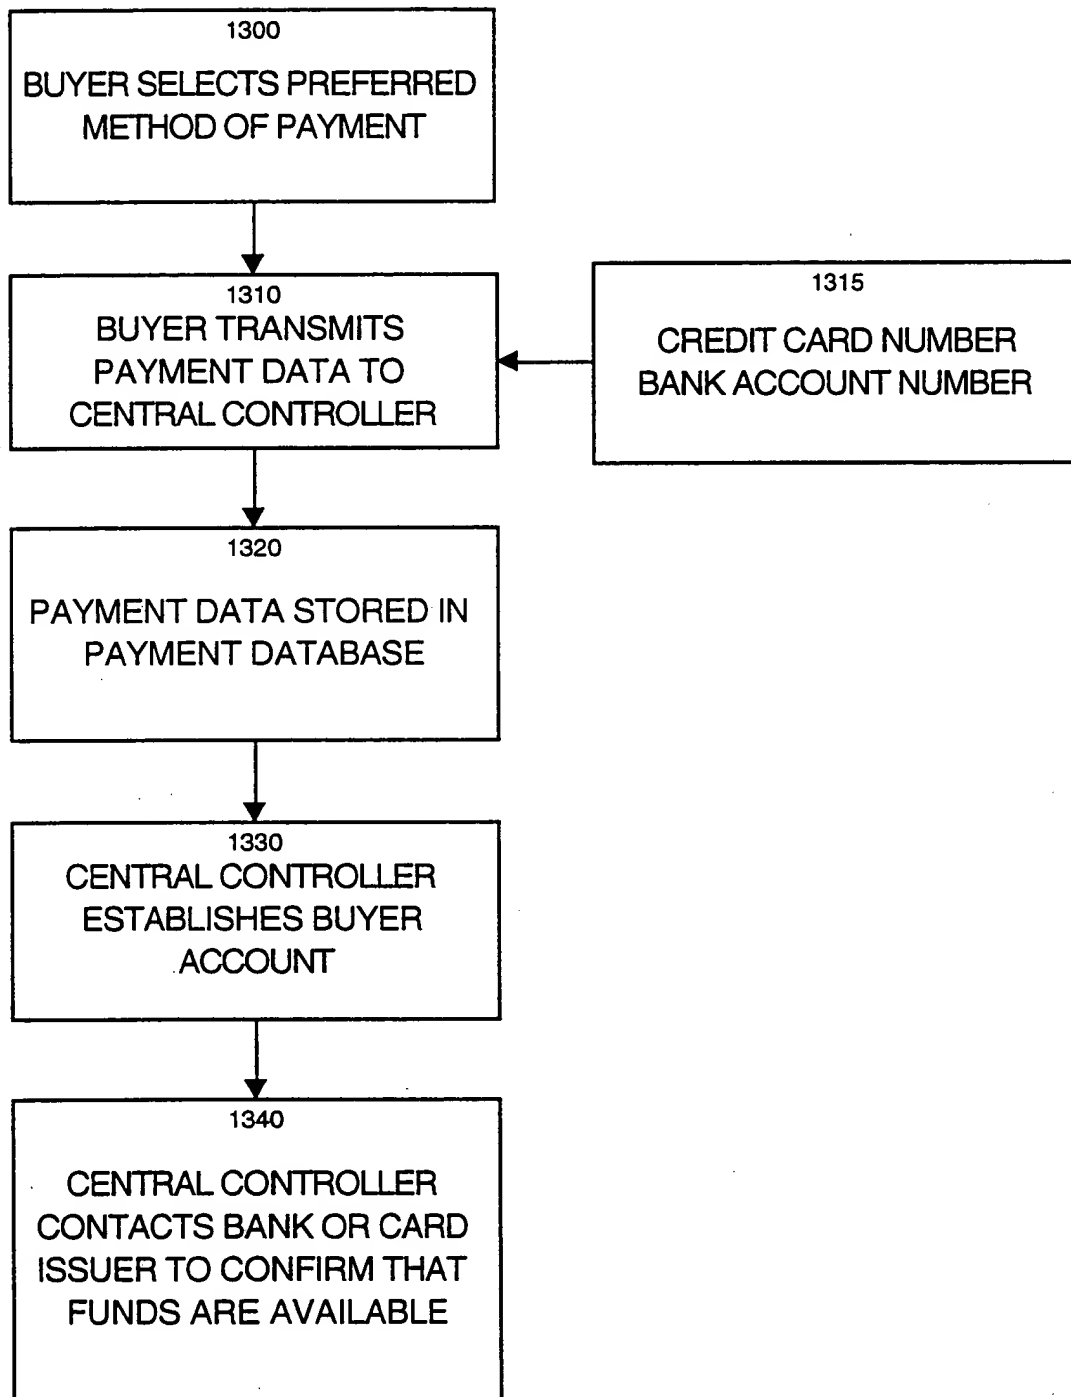 1300
BUYER SELECTS PREFERRED
METHOD OF PAYMENT
1310
BUYER TRANSMITS
PAYMENT DATA TO
CENTRAL CONTROLLER
1315
CREDIT CARD NUMBER
BANK ACCOUNT NUMBER
1320
PAYMENT DATA STORED IN
PAYMENT DATABASE
1330
CENTRAL CONTROLLER
ESTABLISHES BUYER
ACCOUNT
1340
CENTRAL CONTROLLER
CONTACTS BANK OR CARD
ISSUER TO CONFIRM THAT
FUNDS ARE AVAILABLE